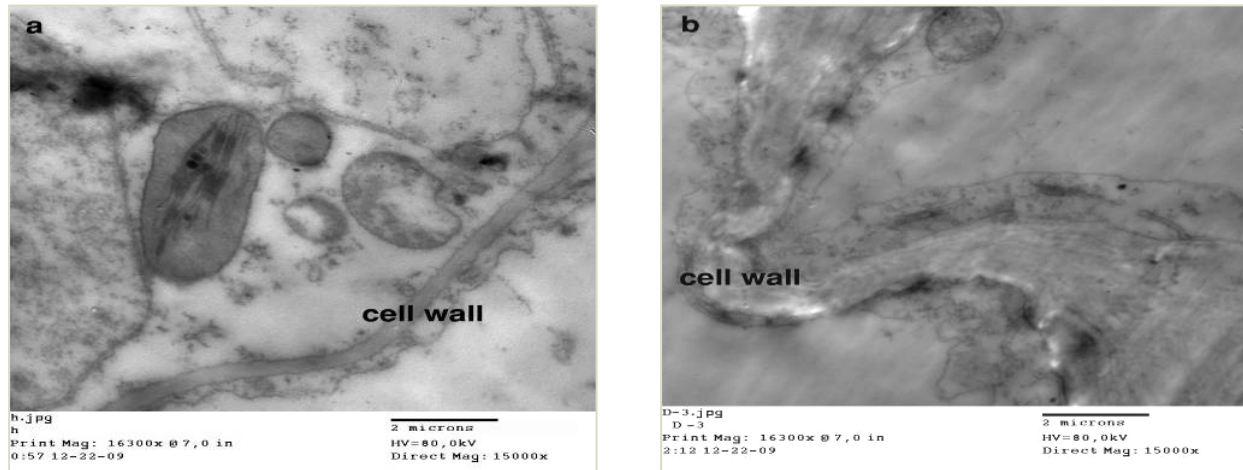 a
cell wall
h.jpg
h
Print Mag: 16300x @ 7,0 in
0:57 12-22-09
2 microns
HV=80,0kV
Direct Mag: 15000x
b
cell wall
D-3.jpg
D-3
Print Mag: 16300x @ 7,0 in
2:12 12-22-09
2 microns
HV=80,0kV
Direct Mag: 15000x